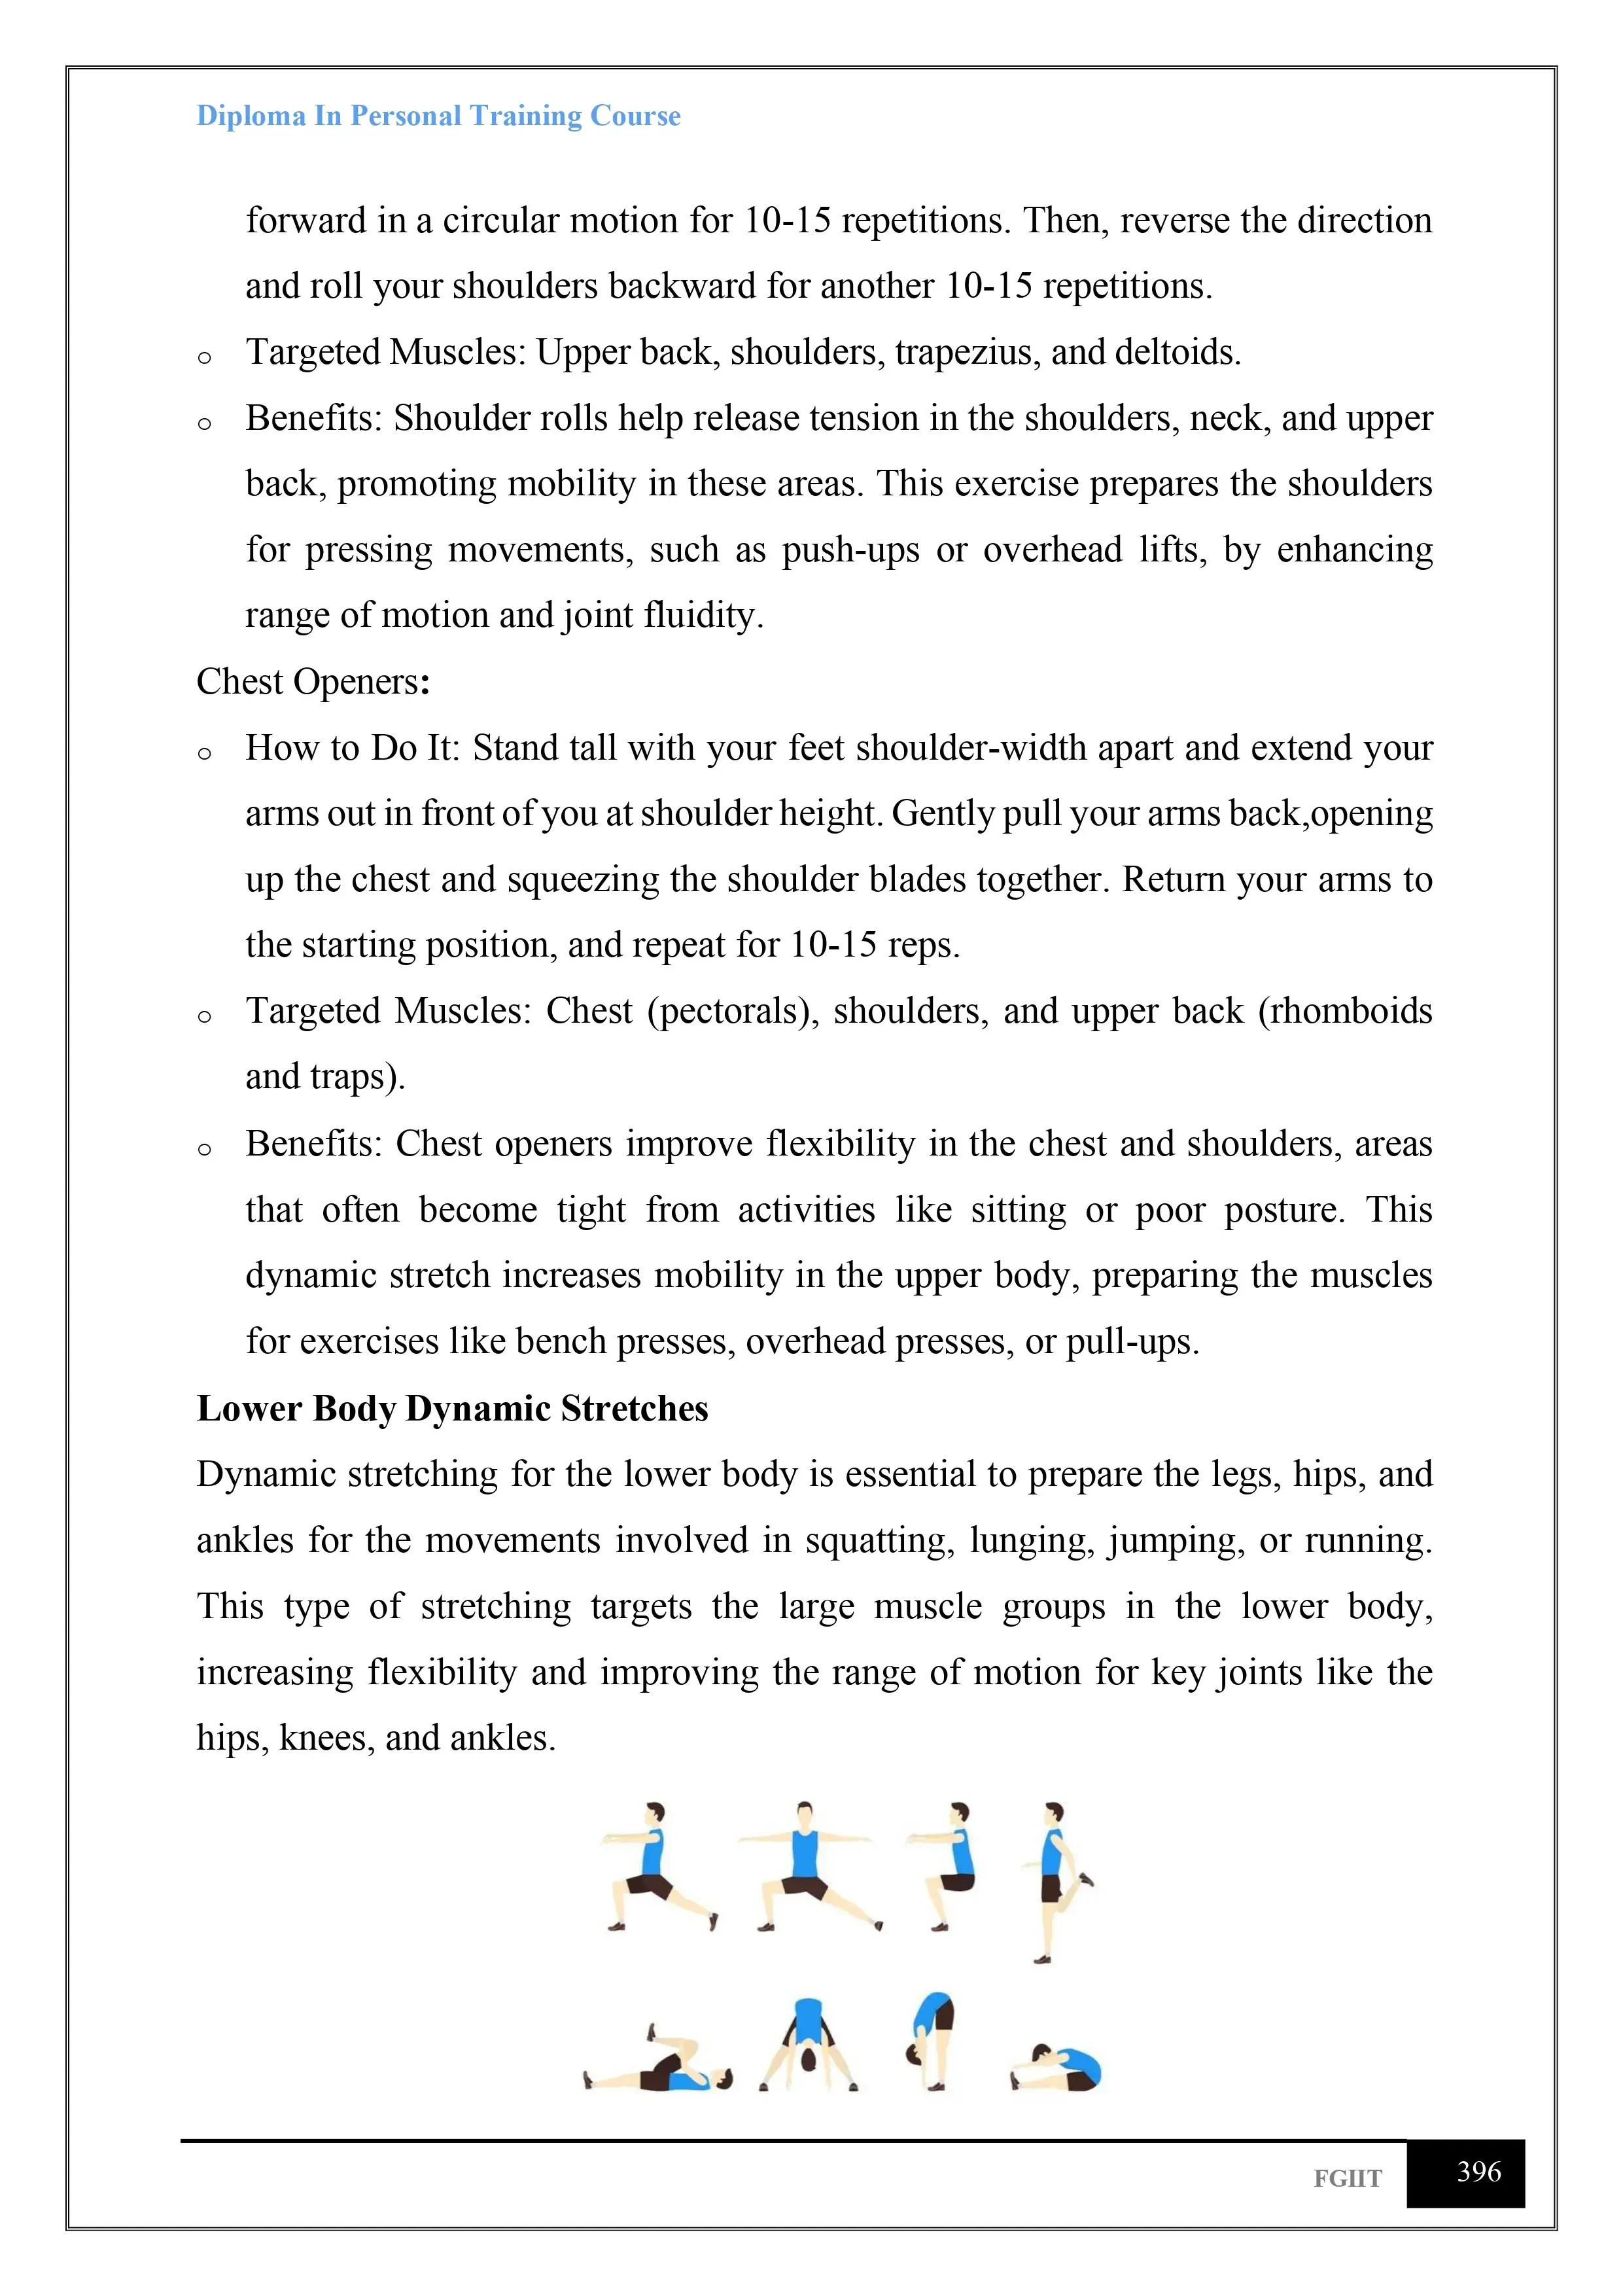 Diploma In Personal Training Course
forward in a circular motion for 10-15 repetitions. Then, reverse the direction
and roll your shoulders backward for another 10-15 repetitions.
o Targeted Muscles: Upper back, shoulders, trapezius, and deltoids.
o Benefits: Shoulder rolls help release tension in the shoulders, neck, and upper
back, promoting mobility in these areas. This exercise prepares the shoulders
for pressing movements, such as push-ups or overhead lifts, by enhancing
range of motion and joint fluidity.
Chest Openers:
o How to Do It: Stand tall with your feet shoulder-width apart and extend your
arms out in front of you at shoulder height. Gently pull your arms back,opening
up the chest and squeezing the shoulder blades together. Return your arms to
the starting position, and repeat for 10-15 reps.
o Targeted Muscles: Chest (pectorals), shoulders, and upper back (rhomboids
and traps).
o Benefits: Chest openers improve flexibility in the chest and shoulders, areas
that often become tight from activities like sitting or poor posture. This
dynamic stretch increases mobility in the upper body, preparing the muscles
for exercises like bench presses, overhead presses, or pull-ups.
Lower Body Dynamic Stretches
Dynamic stretching for the lower body is essential to prepare the legs, hips, and
ankles for the movements involved in squatting, lunging, jumping, or running.
This type of stretching targets the large muscle groups in the lower body,
increasing flexibility and improving the range of motion for key joints like the
hips, knees, and ankles.
FGIIT 396